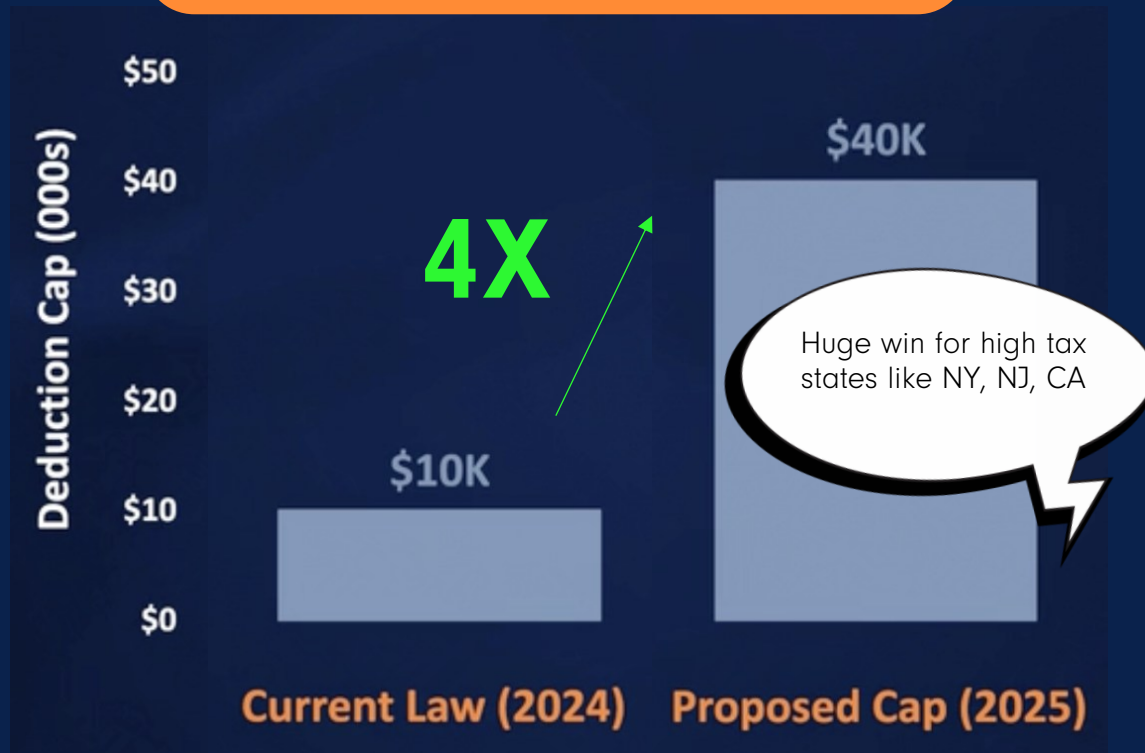 Deduction Cap (000s)
$50
$40
$30
$20
$10
$0
4X
$10K
$40K
Huge win for high tax
states like NY, NJ, CA
Current Law (2024)
Proposed Cap (2025)